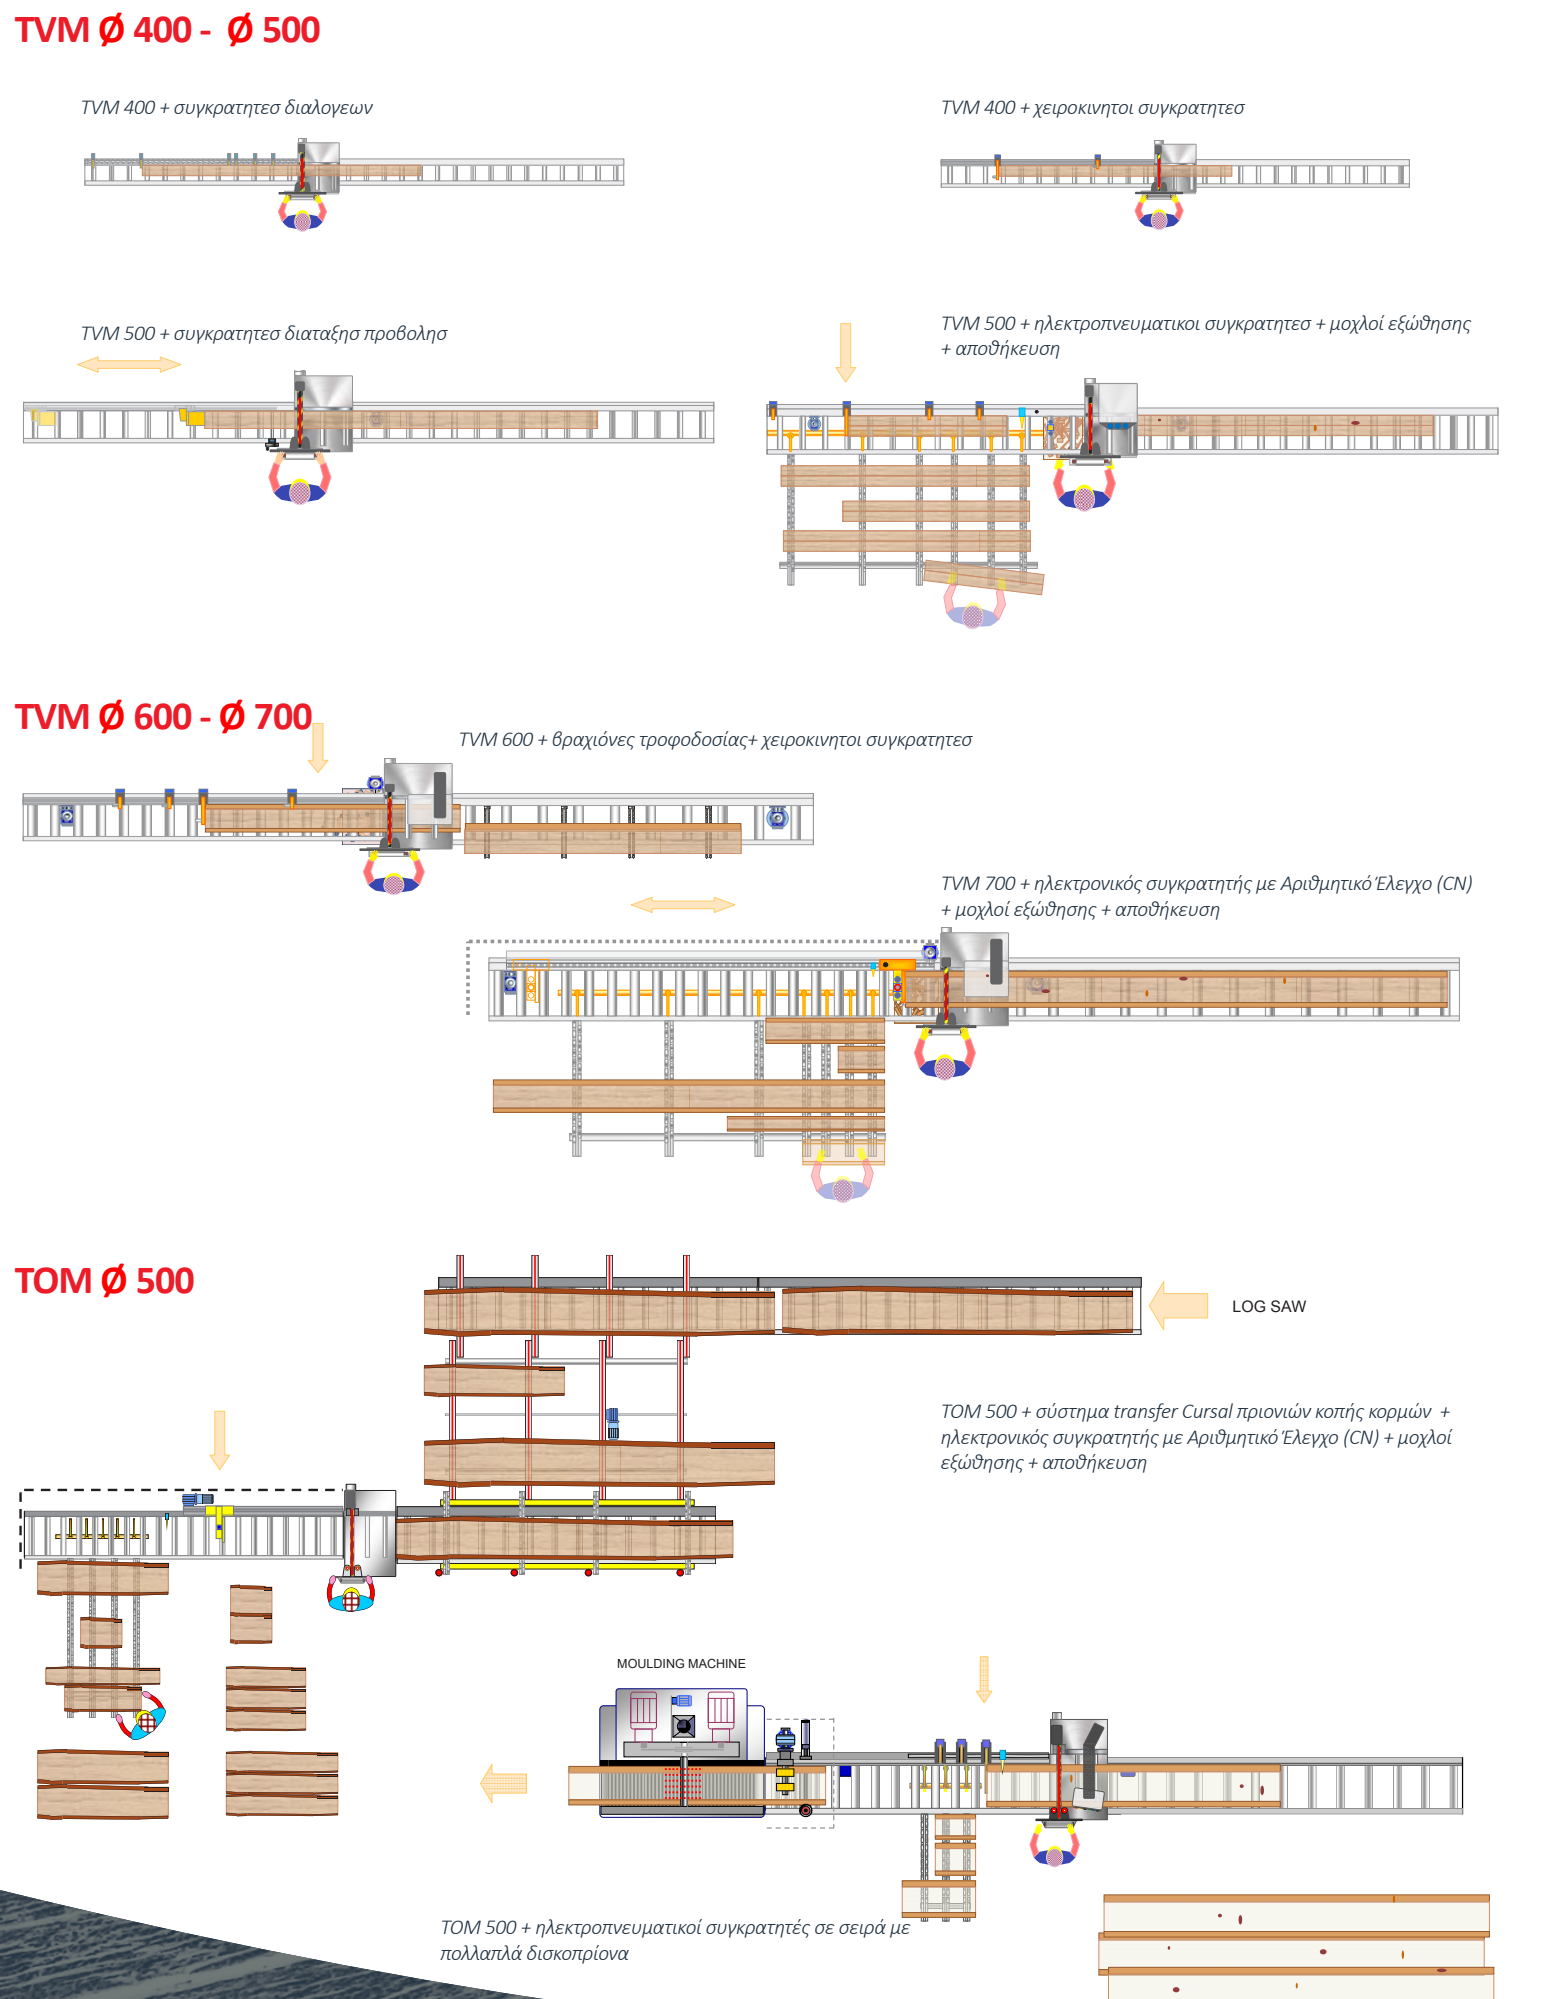 TVM Ø 400 - Ø 500
TVM 400 + συγκρατητεσ διαλογεων
TVM 400 + χειροκινητοι συγκρατητεσ
TVM 500 + συγκρατητεσ διαταξησ προβολησ
TVM 500 + ηλεκτροπνευματικοι συγκρατητεσ + μοχλοί εξώθησης
+ αποθήκευση
TVM Ø 600 - Ø 700
TVM 600 + βραχιόνες τροφοδοσίας+ χειροκινητοι συγκρατητεσ
TVM 700 + ηλεκτρονικός συγκρατητής με Αριθμητικό Έλεγχο (CN)
+ μοχλοί εξώθησης + αποθήκευση
TOM Ø 500
LOG SAW
TOM 500 + σύστημα transfer Cursal πριονιών κοπής κορμών +
ηλεκτρονικός συγκρατητής με Αριθμητικό Έλεγχο (CN) + μοχλοί
εξώθησης + αποθήκευση
MOULDING MACHINE
TOM 500 + ηλεκτροπνευματικοί συγκρατητές σε σειρά με
πολλαπλά δισκοπρίονα